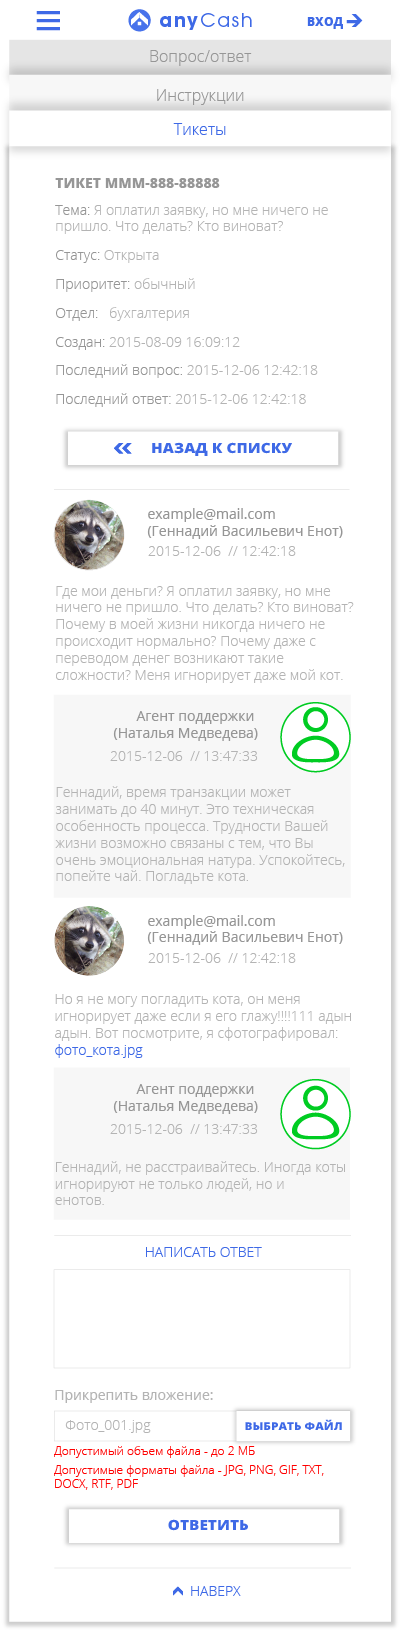 anyCash
ВХОД
Вопрос/ответ
Инструкции
Тикеты
ТИКЕТ МММ-888-88888
Тема: Я оплатил заявку, но мне ничего не
пришло. Что делать? Кто виноват?
Статус: Открыта
Приоритет: обычный
Отдел: бухгалтерия
Создан: 2015-08-09 16:09:12
Последний вопрос: 2015-12-06 12:42:18
Последний ответ: 2015-12-06 12:42:18
НАЗАД К СПИСКУ
example@mail.com
(Геннадий Васильевич Енот)
2015-12-06 // 12:42:18
Где мои деньги? Я оплатил заявку, но мне
ничего не пришло. Что делать? Кто виноват?
Почему в моей жизни никогда ничего не
происходит нормально? Почему даже с
переводом денег возникают такие
сложности? Меня игнорирует даже мой кот.
Агент поддержки
(Наталья Медведева)
2015-12-06 // 13:47:33
Геннадий, время транзакции может
занимать до 40 минут. Это техническая
особенность процесса. Трудности Вашей
жизни возможно связаны с тем, что Вы
очень эмоциональная натура. Успокойтесь,
попейте чай. Погладьте кота.
example@mail.com
(Геннадий Васильевич Енот)
2015-12-06 // 12:42:18
Но я не могу погладить кота, он меня
игнорирует даже если я его глажу!!!!111 адын
адын. Вот посмотрите, я сфотографировал:
фото_кота.jpg
Агент поддержки
(Наталья Медведева)
2015-12-06 // 13:47:33
Геннадий, не расстраивайтесь. Иногда коты
игнорируют не только людей, но и
енотов.
НАПИСАТЬ ОТВЕТ
Прикрепить вложение:
Фото_001.jpg
ВЫБРАТЬ ФАЙЛ
Допустимый объем файла - до 2 МБ
Допустимые форматы файла - JPG, PNG, GIF, TXT,
DOCX, RTF, PDF
ОТВЕТИТЬ
НАВЕРХ